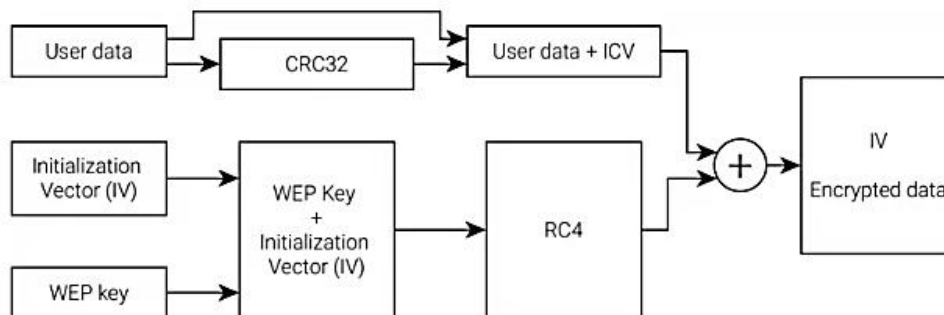 User data
CRC32
User data + ICV
Initialization
Vector (IV)
WEP Key
+
Initialization
Vector (IV)
RC4
+
IV
Encrypted data
WEP key